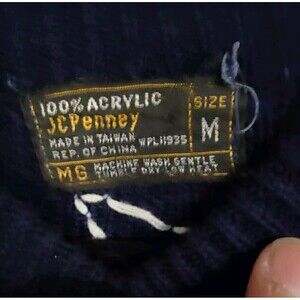 100% ACRYLIC
JCPenney
MADE IN TAIWAN WPL11935
REP. OF CHINA
SIZE
M
MG MACHINE WASH GENTLE
TUMBLE DRY LOW HEAT